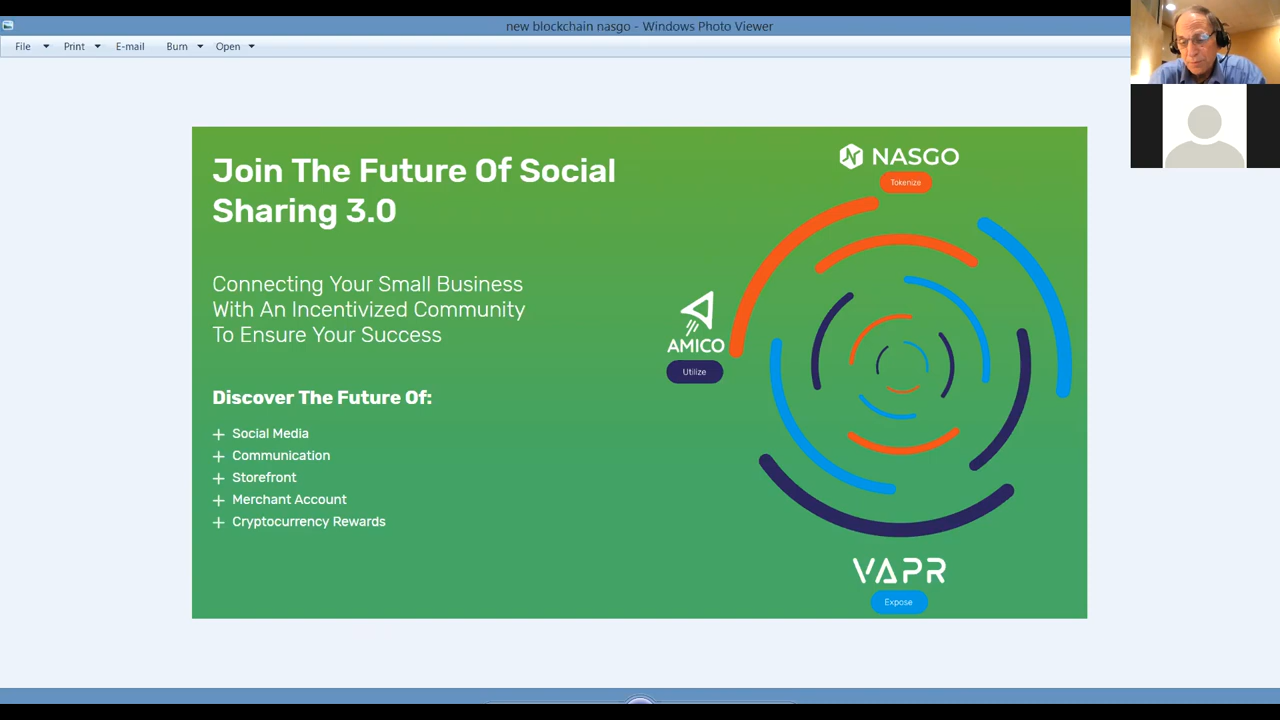 new blockchain nasgo - Windows Photo Viewer
File Print E-mail Burn Open
Join The Future Of Social
Sharing 3.0
Connecting Your Small Business
With An Incentivized Community
To Ensure Your Success
Discover The Future Of:
+ Social Media
+ Communication
+ Storefront
+ Merchant Account
+ Cryptocurrency Rewards
NASGO
Tokenize
AMICO
Utilize
VAPR
Expose